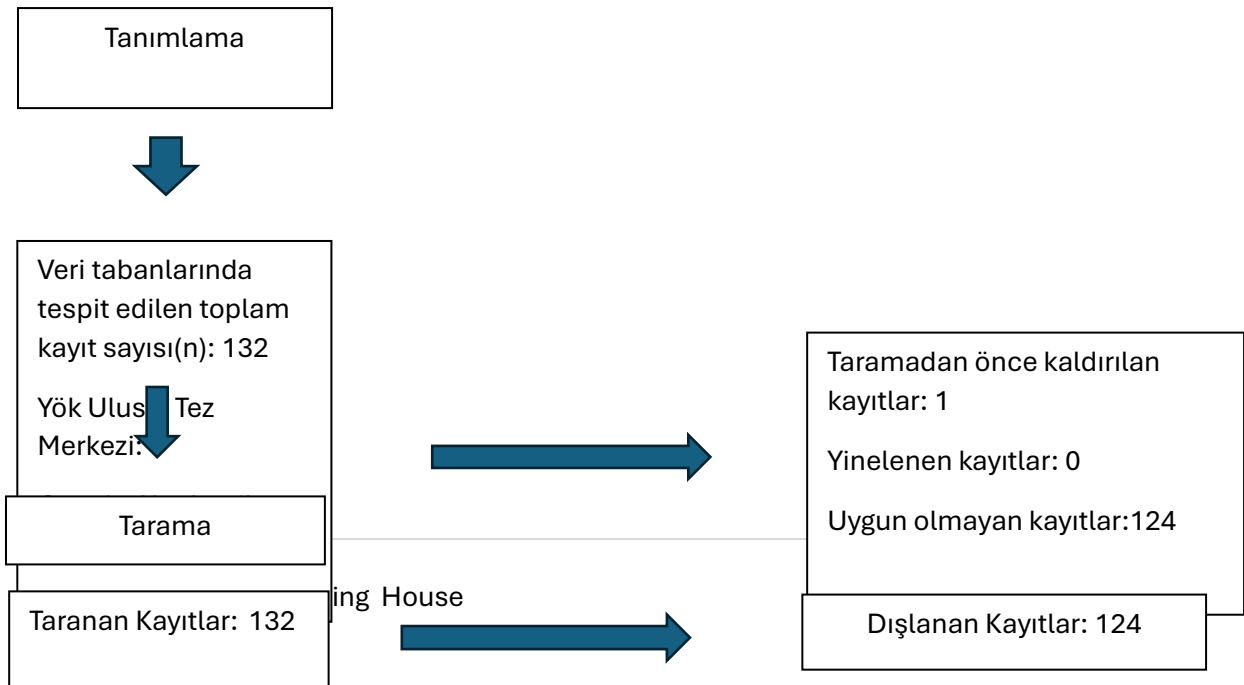 Tanımlama
Veri tabanlarında
tespit edilen toplam
kayıt sayısı(n): 132
Yök Ulus Tez
Merkezi:
Tarama
ing House
Taranan Kayıtlar: 132
Taramadan önce kaldırılan
kayıtlar: 1
Yinelenen kayıtlar: 0
Uygun olmayan kayıtlar:124
Dışlanan Kayıtlar: 124